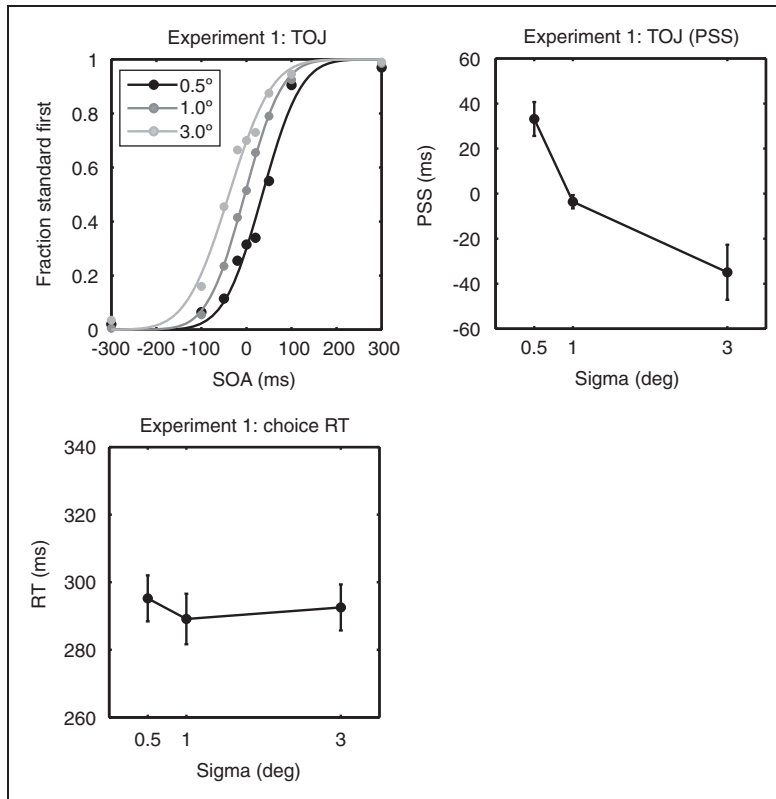 Experiment 1: TOJ
Fraction standard first
1
0.8
0.6
0.4
0.2
0
0.5º
1.0º
3.0º
-300 -200 -100 0 100 200 300
SOA (ms)
Experiment 1: TOJ (PSS)
PSS (ms)
60
40
20
0
-20
-40
-60
0.5 1 3
Sigma (deg)
Experiment 1: choice RT
RT (ms)
340
320
300
280
260
0.5 1 3
Sigma (deg)